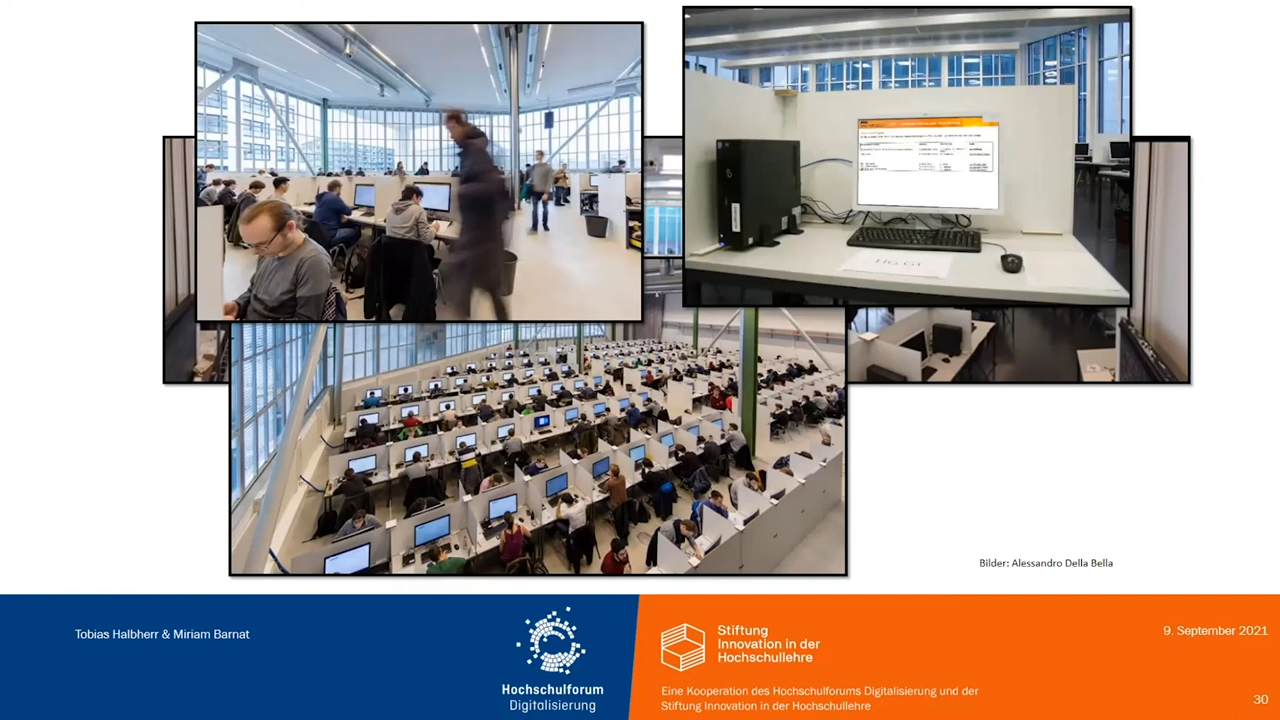 Bilder: Alessandro Della Bella
Tobias Halbherr & Miriam Barnat
Hochschulforum
Digitalisierung
Stiftung
Innovation in der
Hochschullehre
Eine Kooperation des Hochschulforums Digitalisierung und der
Stiftung Innovation in der Hochschullehre
9. September 2021
30